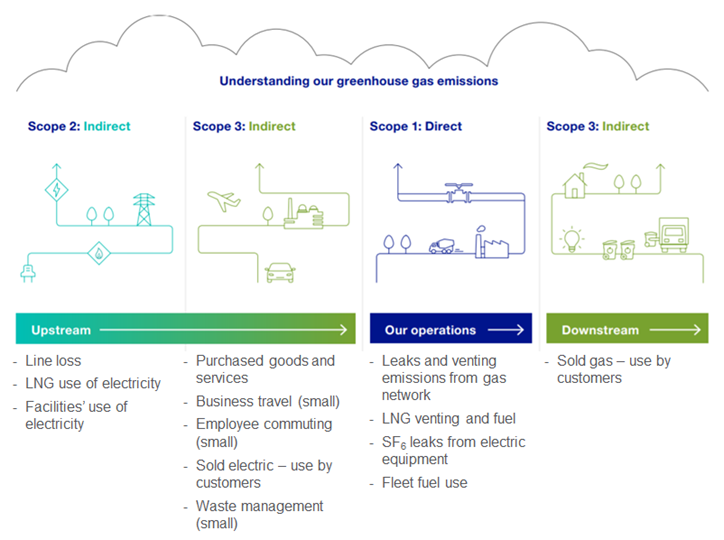 Understanding our greenhouse gas emissions
Scope 2: Indirect
Scope 3: Indirect
Scope 1: Direct
Scope 3: Indirect
Upstream
Our operations
Downstream
- Line loss
- LNG use of electricity
- Facilities' use of
electricity
- Purchased goods and
services
- Business travel (small)
- Employee commuting
(small)
- Sold electric – use by
customers
- Waste management
(small)
- Leaks and venting
emissions from gas
network
- LNG venting and fuel
- SF₆ leaks from electric
equipment
- Fleet fuel use
- Sold gas – use by
customers